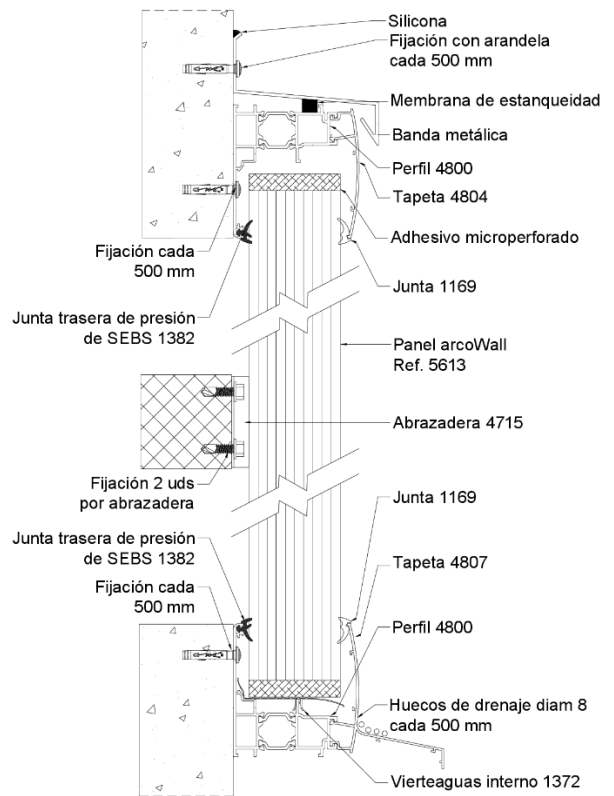 Silicona
Fijación con arandela
cada 500 mm
Membrana de estanqueidad
Banda metálica
Perfil 4800
Tapeta 4804
Adhesivo microperforado
Fijación cada
500 mm
Junta 1169
Junta trasera de presión
de SEBS 1382
Panel arcoWall
Ref. 5613
Abrazadera 4715
Fijación 2 uds
por abrazadera
Junta 1169
Junta trasera de presión
de SEBS 1382
Tapeta 4807
Fijación cada
500 mm
Perfil 4800
Huecos de drenaje diam 8
cada 500 mm
Vierteaguas interno 1372